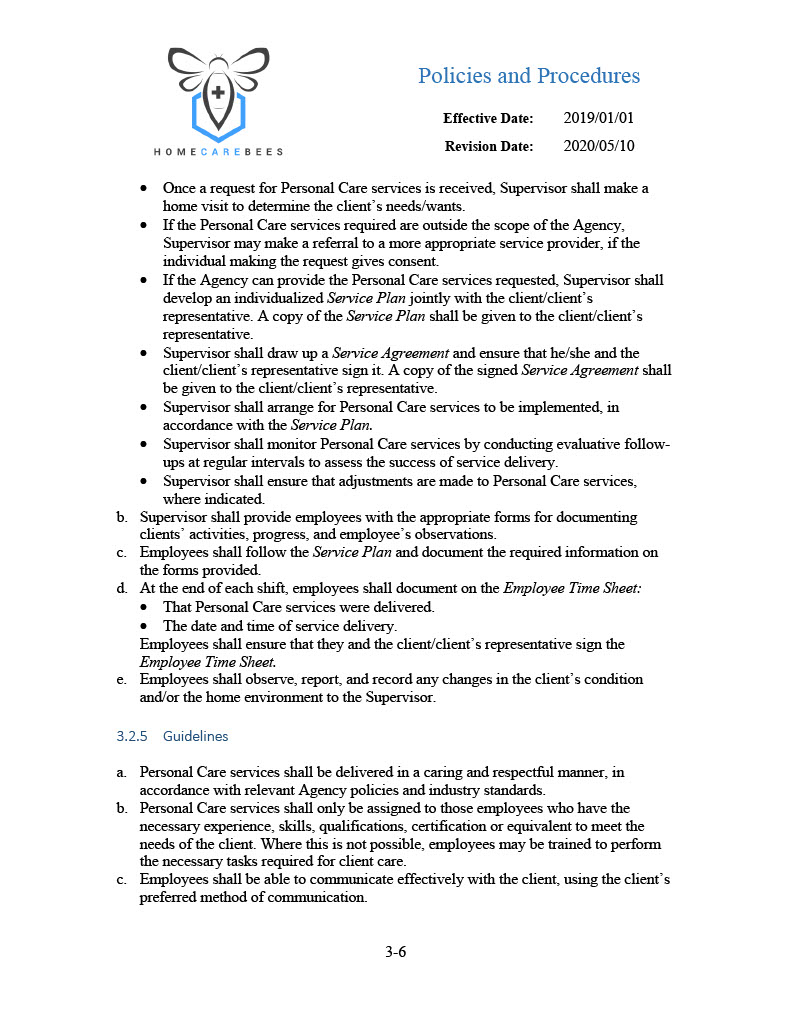 HOMECAREBEES
Policies and Procedures
Effective Date: 2019/01/01
Revision Date: 2020/05/10
• Once a request for Personal Care services is received, Supervisor shall make a
home visit to determine the client’s needs/wants.
• If the Personal Care services required are outside the scope of the Agency,
Supervisor may make a referral to a more appropriate service provider, if the
individual making the request gives consent.
• If the Agency can provide the Personal Care services requested, Supervisor shall
develop an individualized Service Plan jointly with the client/client’s
representative. A copy of the Service Plan shall be given to the client/client’s
representative.
• Supervisor shall draw up a Service Agreement and ensure that he/she and the
client/client’s representative sign it. A copy of the signed Service Agreement shall
be given to the client/client’s representative.
• Supervisor shall arrange for Personal Care services to be implemented, in
accordance with the Service Plan.
• Supervisor shall monitor Personal Care services by conducting evaluative follow-
ups at regular intervals to assess the success of service delivery.
• Supervisor shall ensure that adjustments are made to Personal Care services,
where indicated.
b. Supervisor shall provide employees with the appropriate forms for documenting
clients’ activities, progress, and employee’s observations.
c. Employees shall follow the Service Plan and document the required information on
the forms provided.
d. At the end of each shift, employees shall document on the Employee Time Sheet:
• That Personal Care services were delivered.
• The date and time of service delivery.
Employees shall ensure that they and the client/client’s representative sign the
Employee Time Sheet.
e. Employees shall observe, report, and record any changes in the client’s condition
and/or the home environment to the Supervisor.
3.2.5 Guidelines
a. Personal Care services shall be delivered in a caring and respectful manner, in
accordance with relevant Agency policies and industry standards.
b. Personal Care services shall only be assigned to those employees who have the
necessary experience, skills, qualifications, certification or equivalent to meet the
needs of the client. Where this is not possible, employees may be trained to perform
the necessary tasks required for client care.
c. Employees shall be able to communicate effectively with the client, using the client’s
preferred method of communication.
3-6